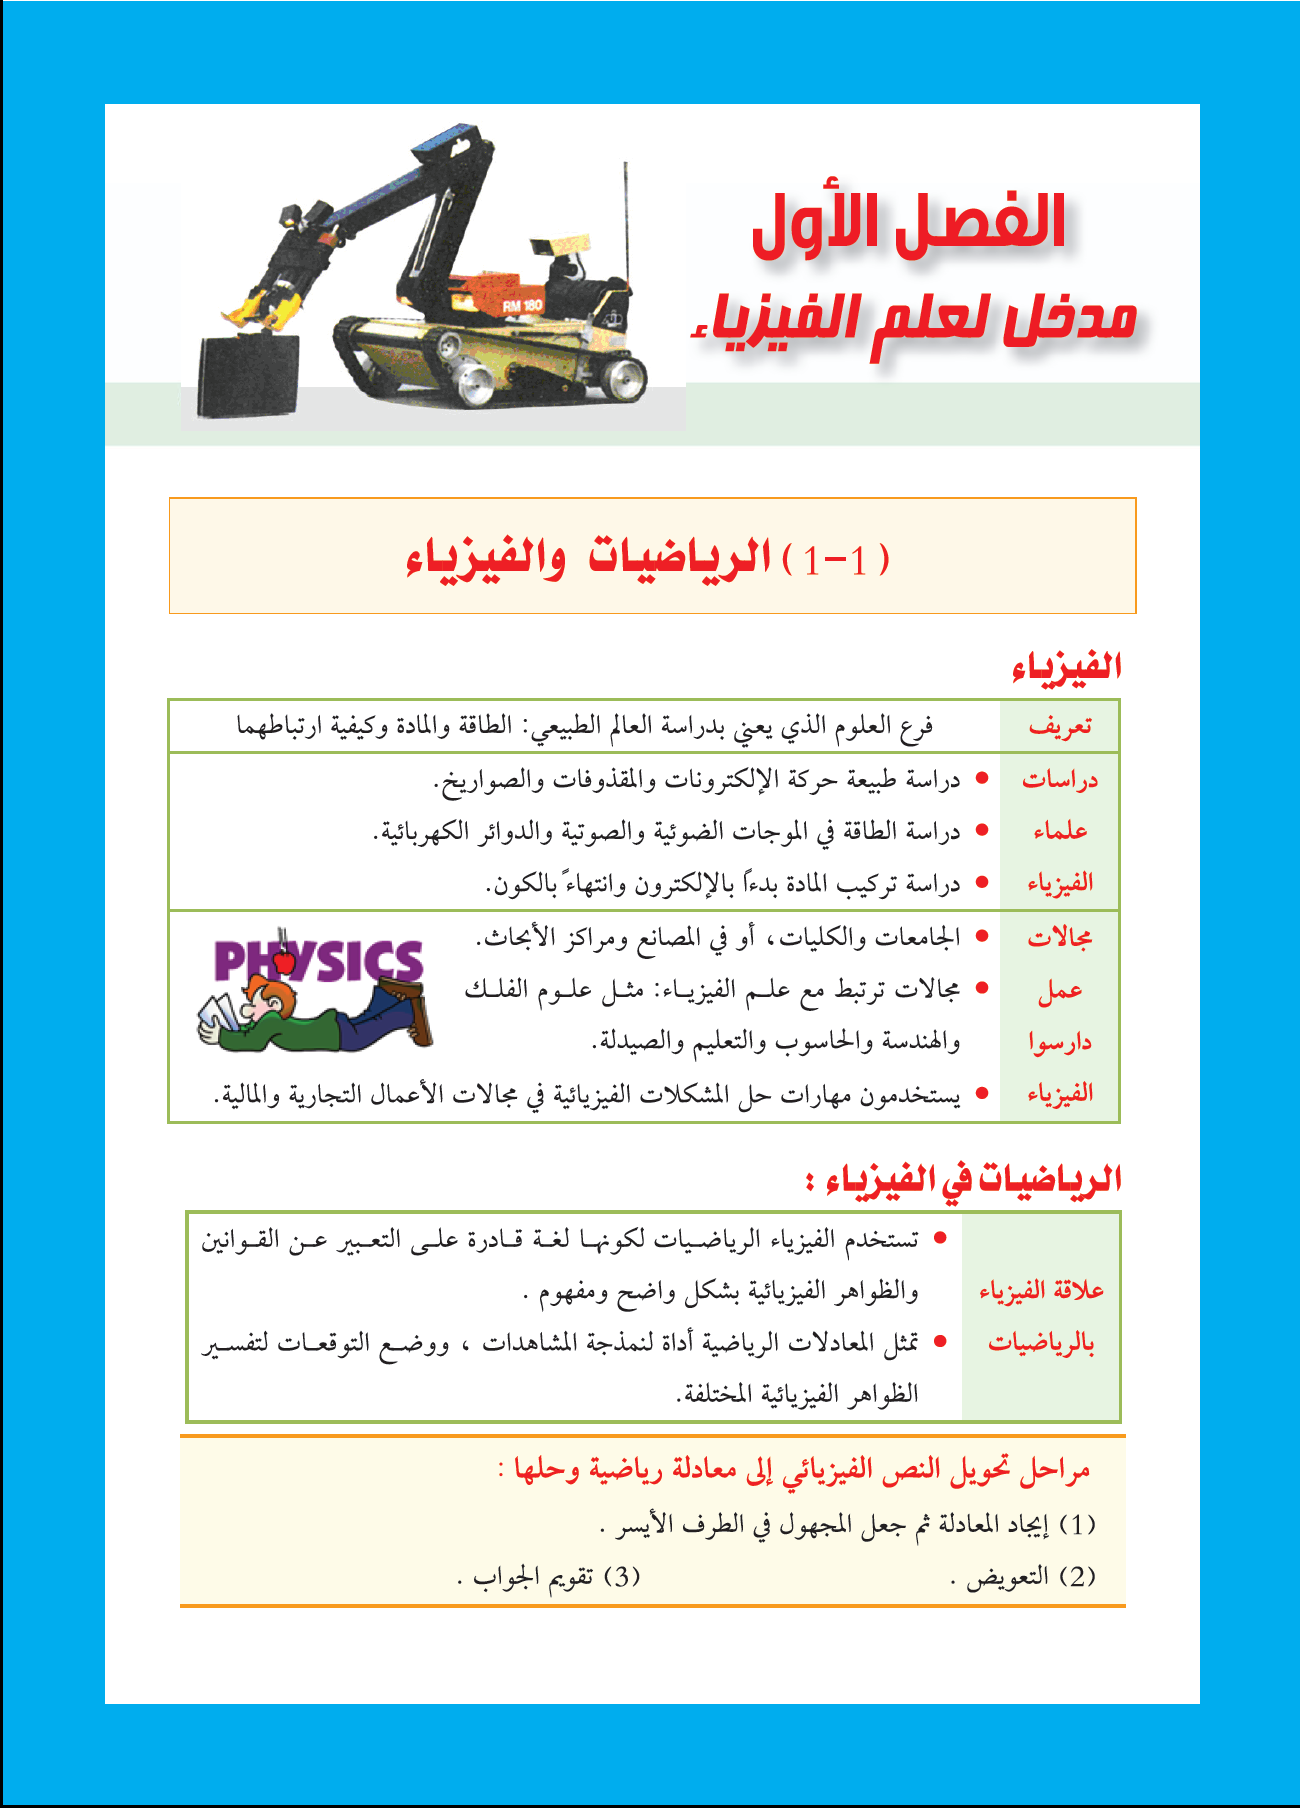 الفصل الأول
مدخل لعلم الفيزياء
RM 180
(1-1) الرياضيات والفيزياء
الفيزياء
تعريف
فرع العلوم الذي يعني بدراسة العالم الطبيعي: الطاقة والمادة وكيفية ارتباطهما
دراسات
علماء
الفيزياء
• دراسة طبيعة حركة الإلكترونات والمقذوفات والصواريخ.
• دراسة الطاقة في الموجات الضوئية والصوتية والدوائر الكهربائية.
• دراسة تركيب المادة بدءاً بالإلكترون وانتهاءً بالكون.
مجالات
عمل
دارسوا
الفيزياء
• الجامعات والكليات، أو في المصانع ومراكز الأبحاث.
• مجالات ترتبط مع علم الفيزياء: مثل علوم الفلك
والهندسة والحاسوب والتعليم والصيدلة.
• يستخدمون مهارات حل المشكلات الفيزيائية في مجالات الأعمال التجارية والمالية.
PHYSICS
الرياضيات في الفيزياء :
علاقة الفيزياء
بالرياضيات
• تستخدم الفيزياء الرياضيات لكونها لغة قادرة على التعبير عن القوانين
والظواهر الفيزيائية بشكل واضح ومفهوم .
• تمثل المعادلات الرياضية أداة لنمذجة المشاهدات ، ووضع التوقعات لتفسير
الظواهر الفيزيائية المختلفة.
مراحل تحويل النص الفيزيائي إلى معادلة رياضية وحلها :
(1) إيجاد المعادلة ثم جعل المجهول في الطرف الأيسر .
(2) التعويض . (3) تقويم الجواب .